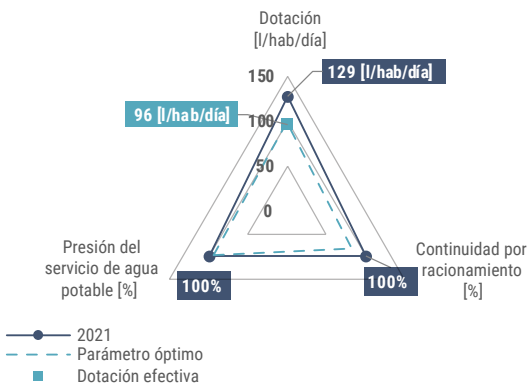 Dotación
[l/hab/día]
150
129 [l/hab/día]
96 [l/hab/día]
100
50
0
Presión del
servicio de agua
potable [%]
Continuidad por
racionamiento
[%]
100%
100%
2021
Parámetro óptimo
Dotación efectiva